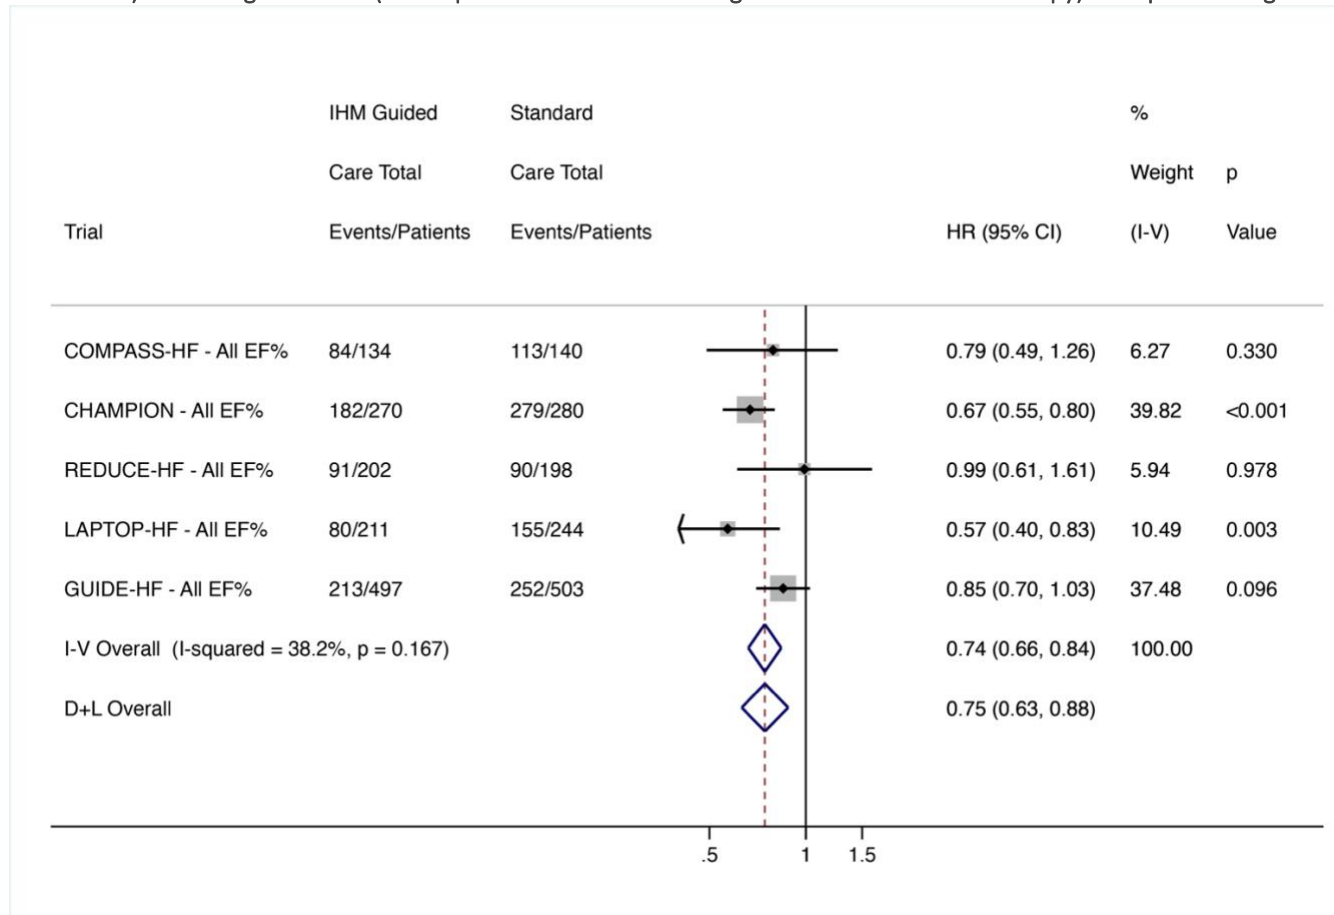 IHM Guided Standard %
Care Total Care Total Weight p
Trial Events/Patients Events/Patients HR (95% CI) (I-V) Value
COMPASS-HF - All EF% 84/134 113/140 0.79 (0.49, 1.26) 6.27 0.330
CHAMPION - All EF% 182/270 279/280 0.67 (0.55, 0.80) 39.82 <0.001
REDUCE-HF - All EF% 91/202 90/198 0.99 (0.61, 1.61) 5.94 0.978
LAPTOP-HF - All EF% 80/211 155/244 0.57 (0.40, 0.83) 10.49 0.003
GUIDE-HF - All EF% 213/497 252/503 0.85 (0.70, 1.03) 37.48 0.096
I-V Overall (I-squared = 38.2%, p = 0.167) 0.74 (0.66, 0.84) 100.00
D+L Overall 0.75 (0.63, 0.88)
.5 1 1.5